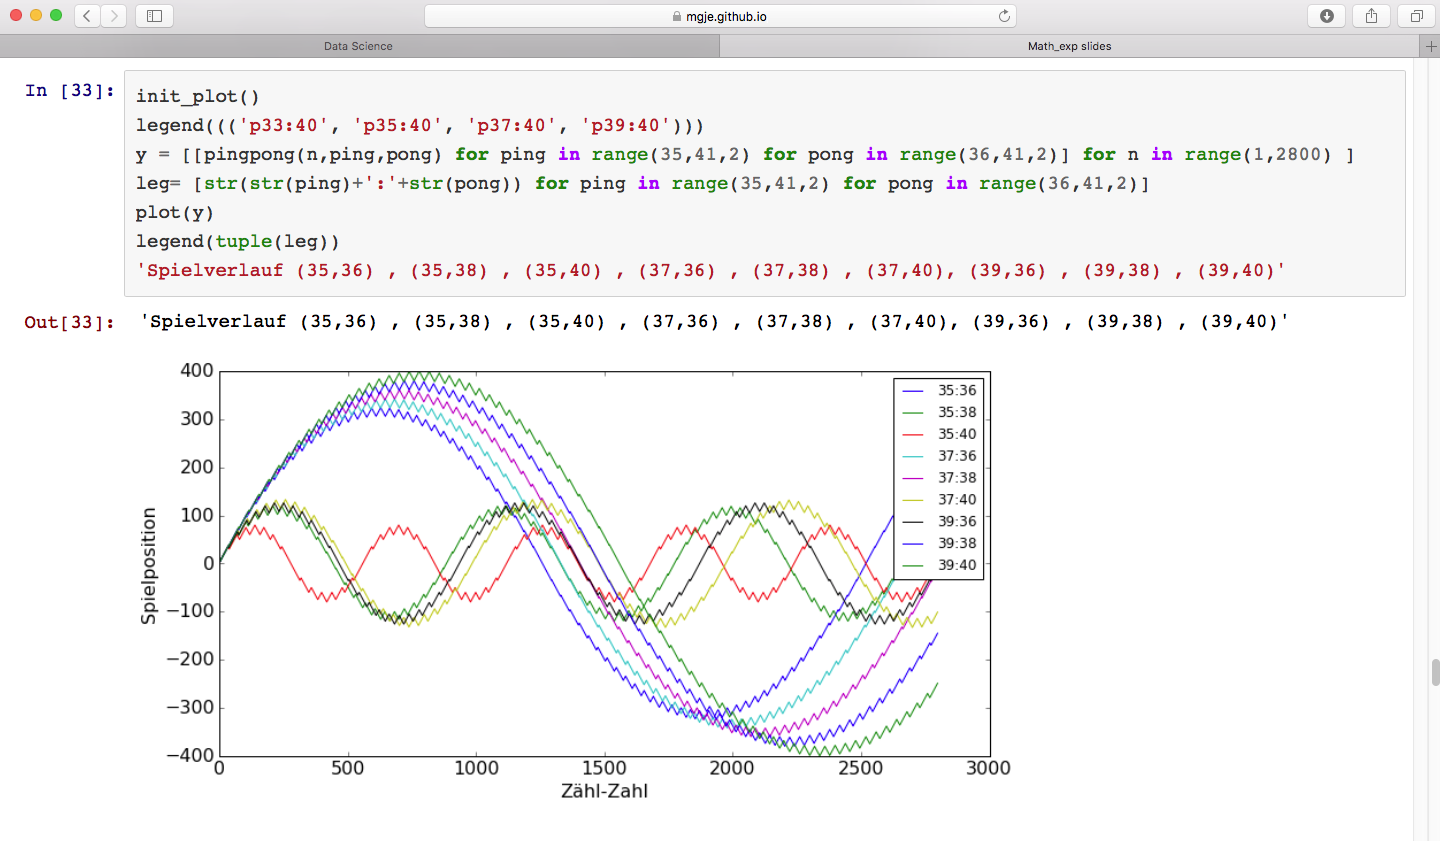 mgje.github.io
Data Science
Math_exp slides
In [33]:
init_plot()
legend((('p33:40', 'p35:40', 'p37:40', 'p39:40')))
y = [[pingpong(n,ping,pong) for ping in range(35,41,2) for pong in range(36,41,2)] for n in range(1,2800) ]
leg= [str(str(ping)+':'+str(pong)) for ping in range(35,41,2) for pong in range(36,41,2)]
plot(y)
legend(tuple(leg))
'Spielverlauf (35,36) , (35,38) , (35,40) , (37,36) , (37,38) , (37,40), (39,36) , (39,38) , (39,40)'
Out[33]:
'Spielverlauf (35,36) , (35,38) , (35,40) , (37,36) , (37,38) , (37,40), (39,36) , (39,38) , (39,40)'
400
300
200
100
0
−100
−200
−300
−400
Spielposition
35:36
35:38
35:40
37:36
37:38
37:40
39:36
39:38
39:40
0
500
1000
1500
2000
2500
3000
Zähl-Zahl